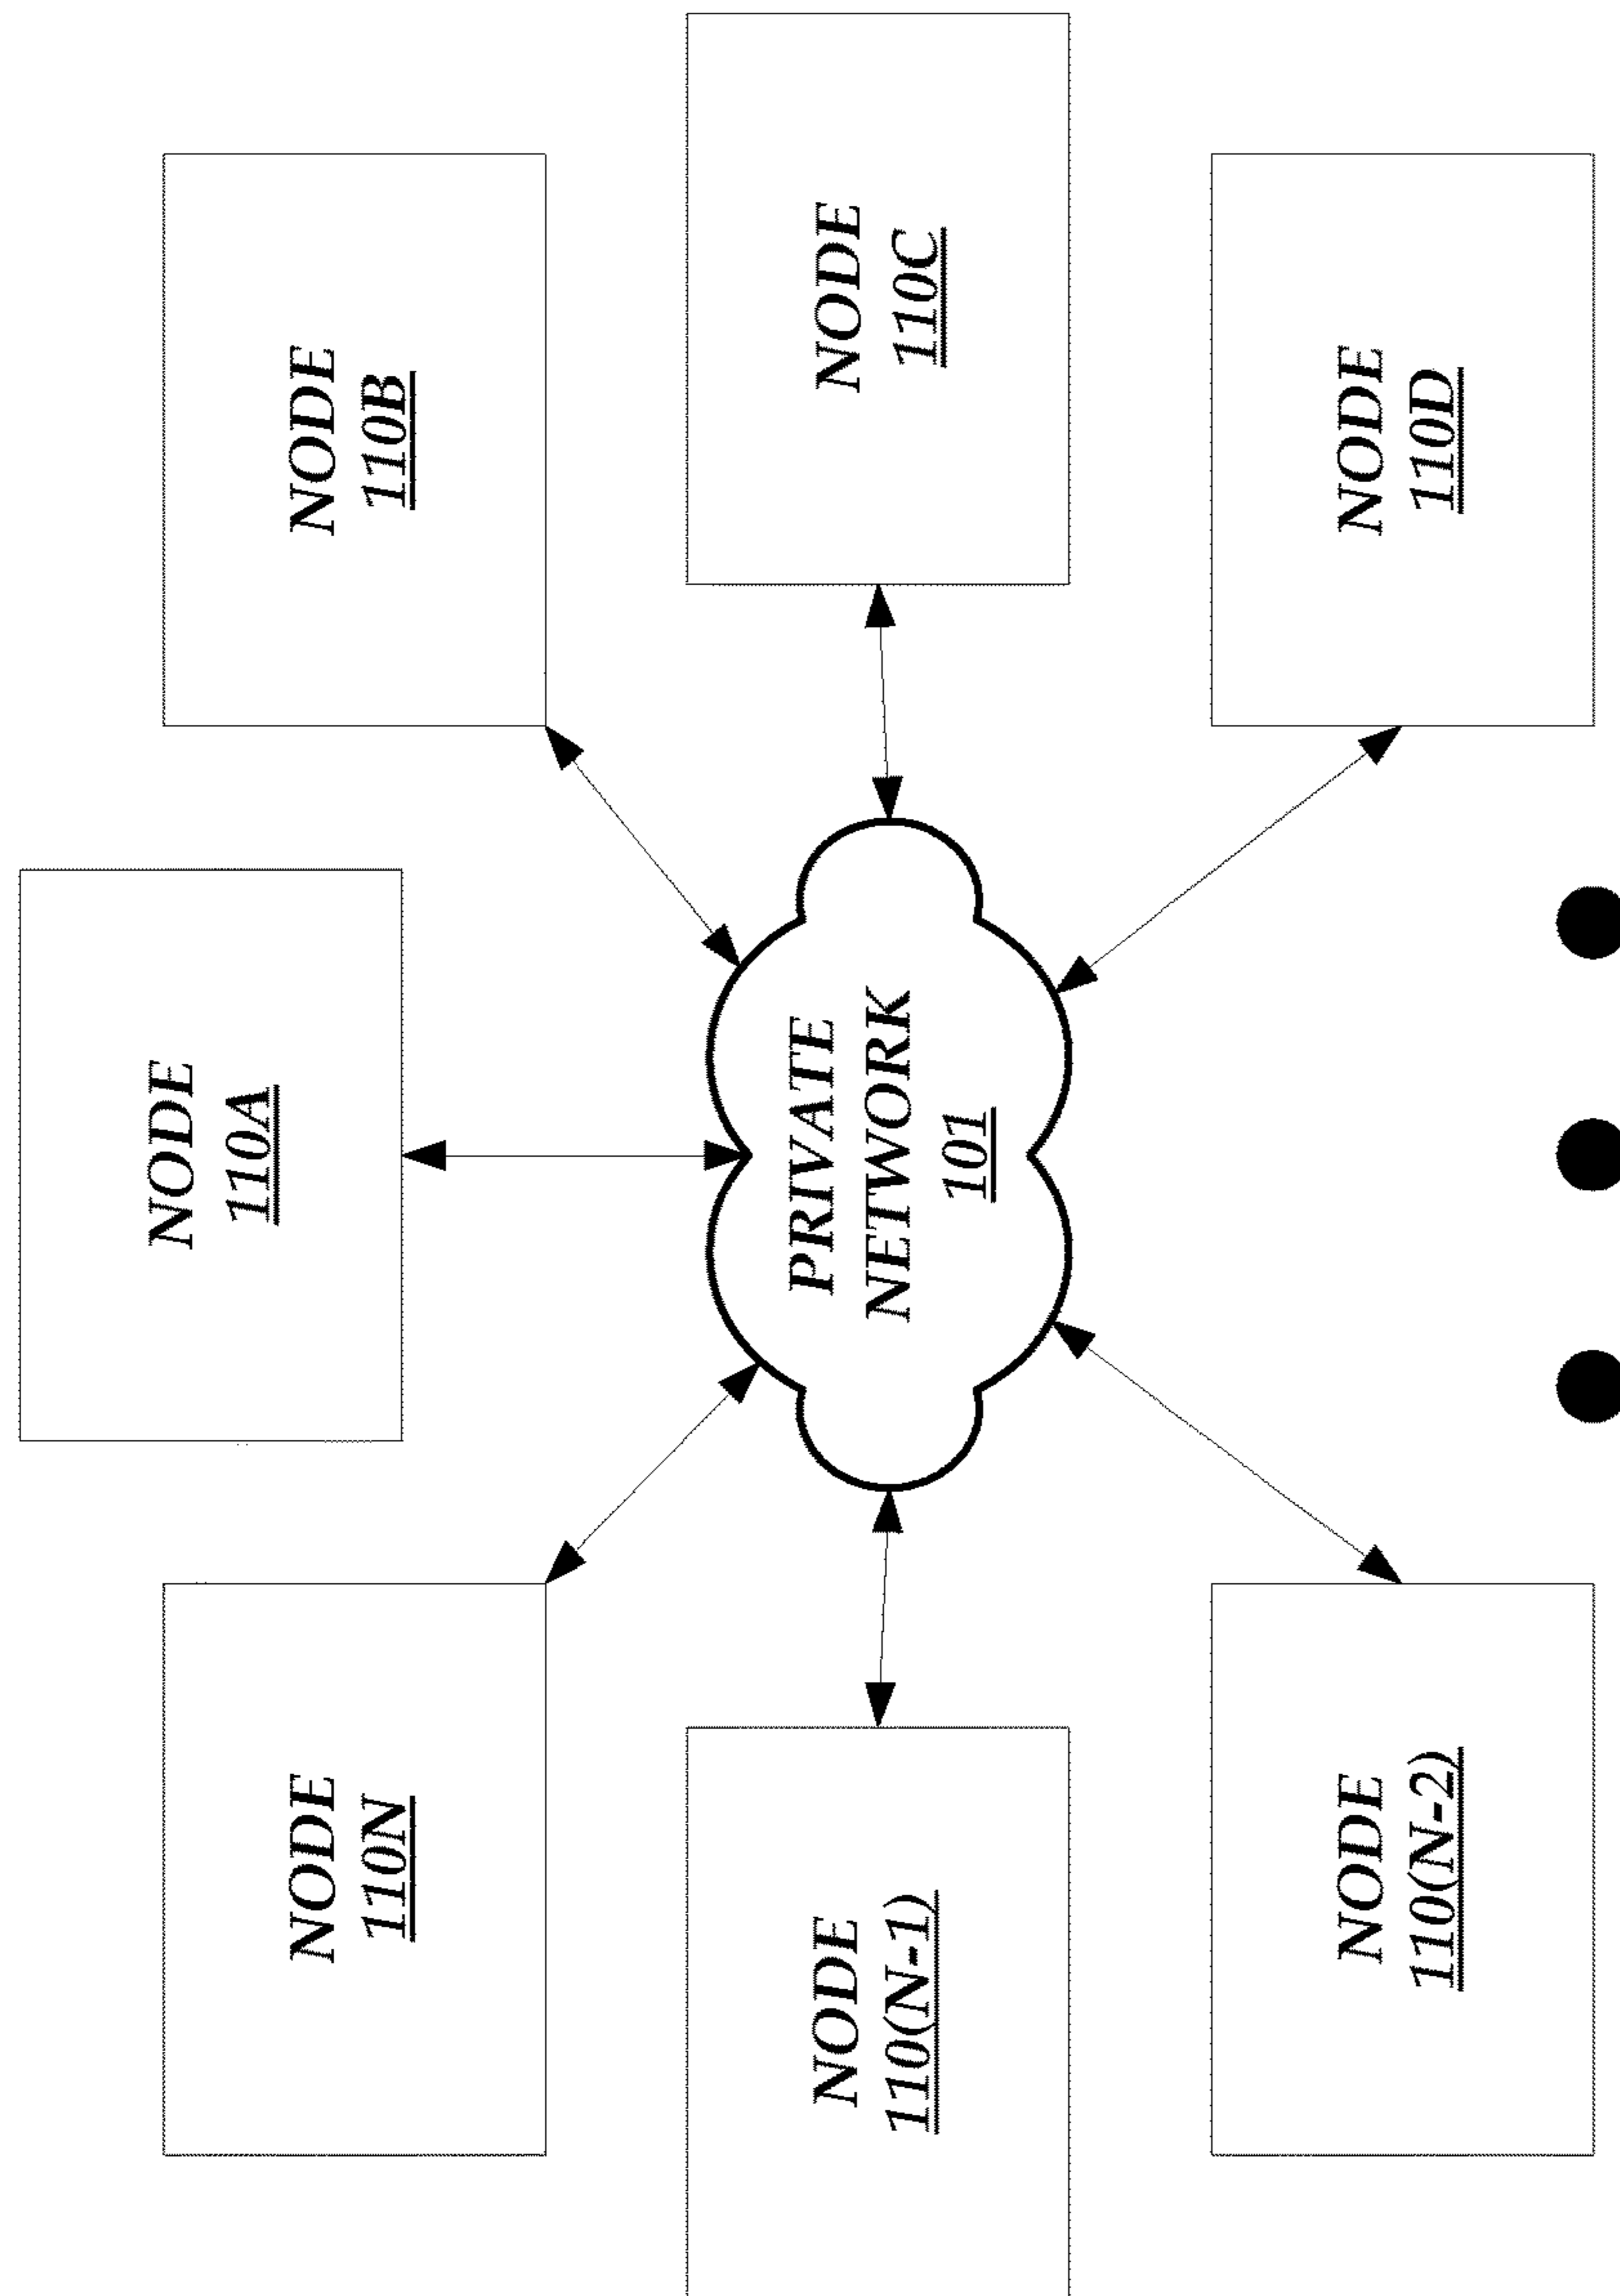 NODE
110A
NODE
110N
NODE
110B
PRIVATE
NETWORK
101
NODE
110(N-1)
NODE
110C
NODE
110(N-2)
NODE
110D